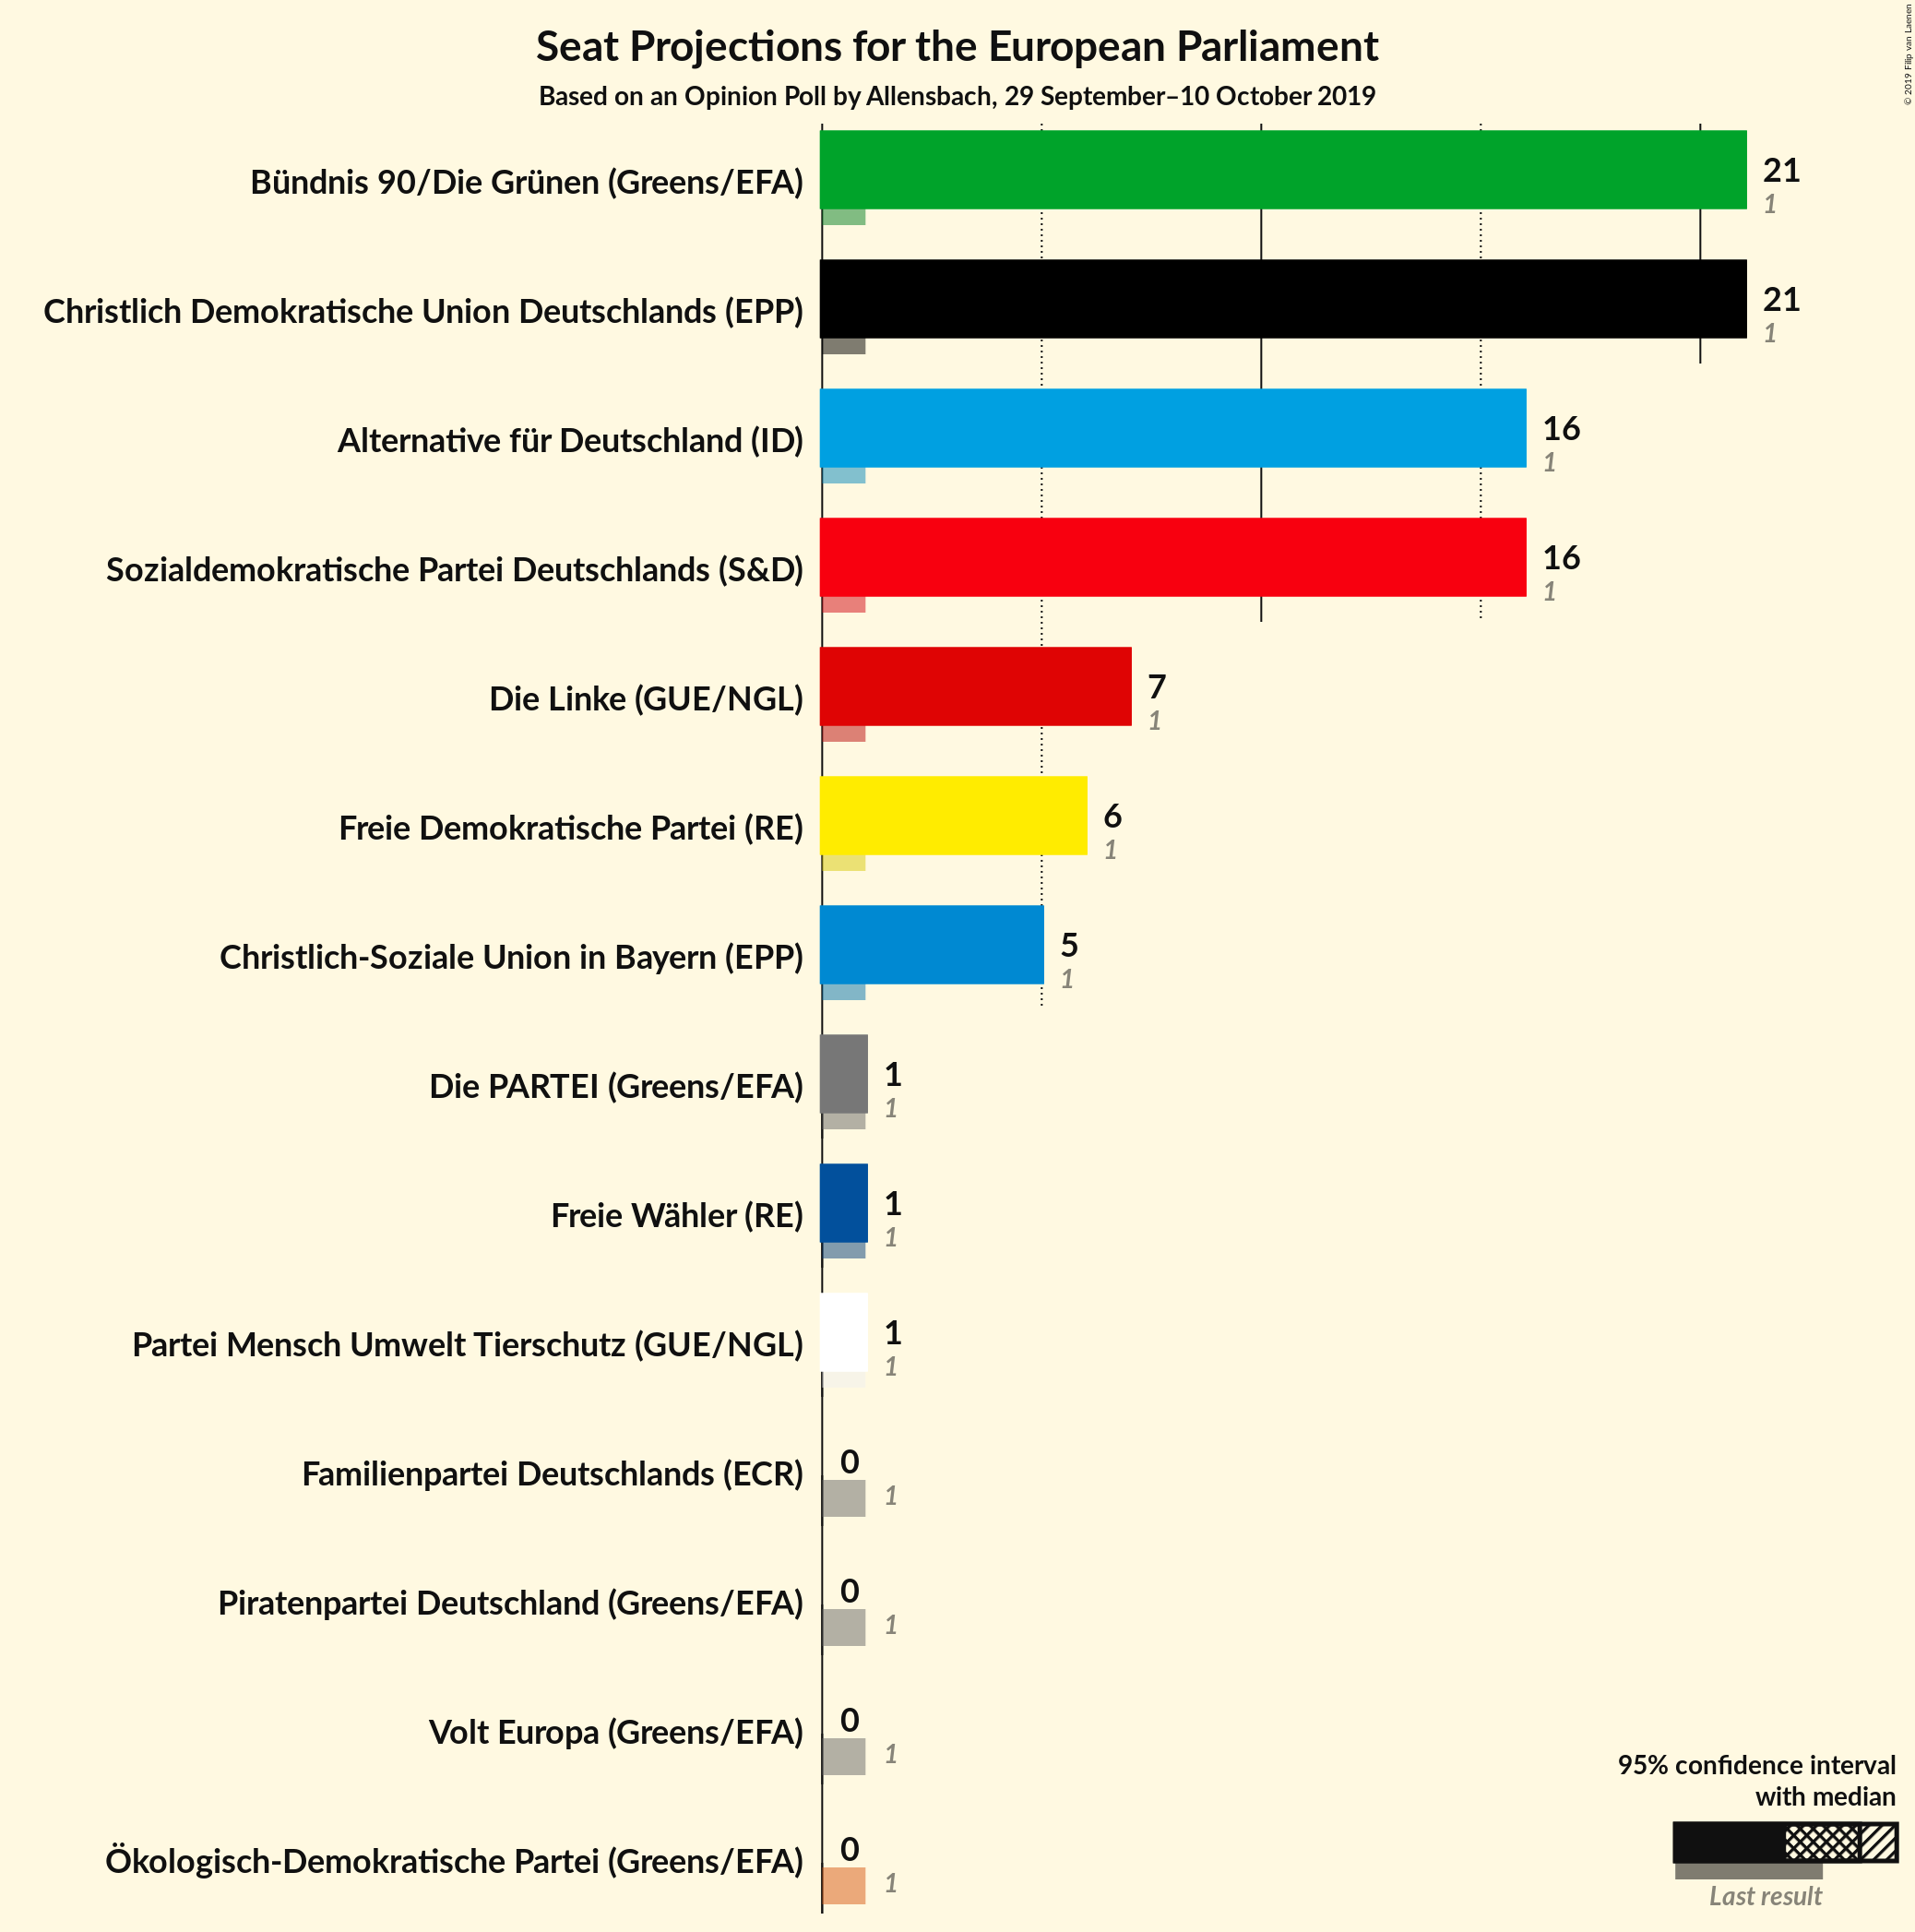 Seat Projections for the European Parliament
Based on an Opinion Poll by Allensbach, 29 September–10 October 2019
© 2019 Filip van Laenen
Bündnis 90/Die Grünen (Greens/EFA)
21
1
Christlich Demokratische Union Deutschlands (EPP)
21
1
Alternative für Deutschland (ID)
16
1
Sozialdemokratische Partei Deutschlands (S&D)
16
1
Die Linke (GUE/NGL)
7
1
Freie Demokratische Partei (RE)
6
1
Christlich-Soziale Union in Bayern (EPP)
5
1
Die PARTEI (Greens/EFA)
1
1
Freie Wähler (RE)
1
1
Partei Mensch Umwelt Tierschutz (GUE/NGL)
1
1
Familienpartei Deutschlands (ECR)
0
1
Piratenpartei Deutschland (Greens/EFA)
0
1
Volt Europa (Greens/EFA)
0
1
Ökologisch-Demokratische Partei (Greens/EFA)
0
1
95% confidence interval
with median
Last result